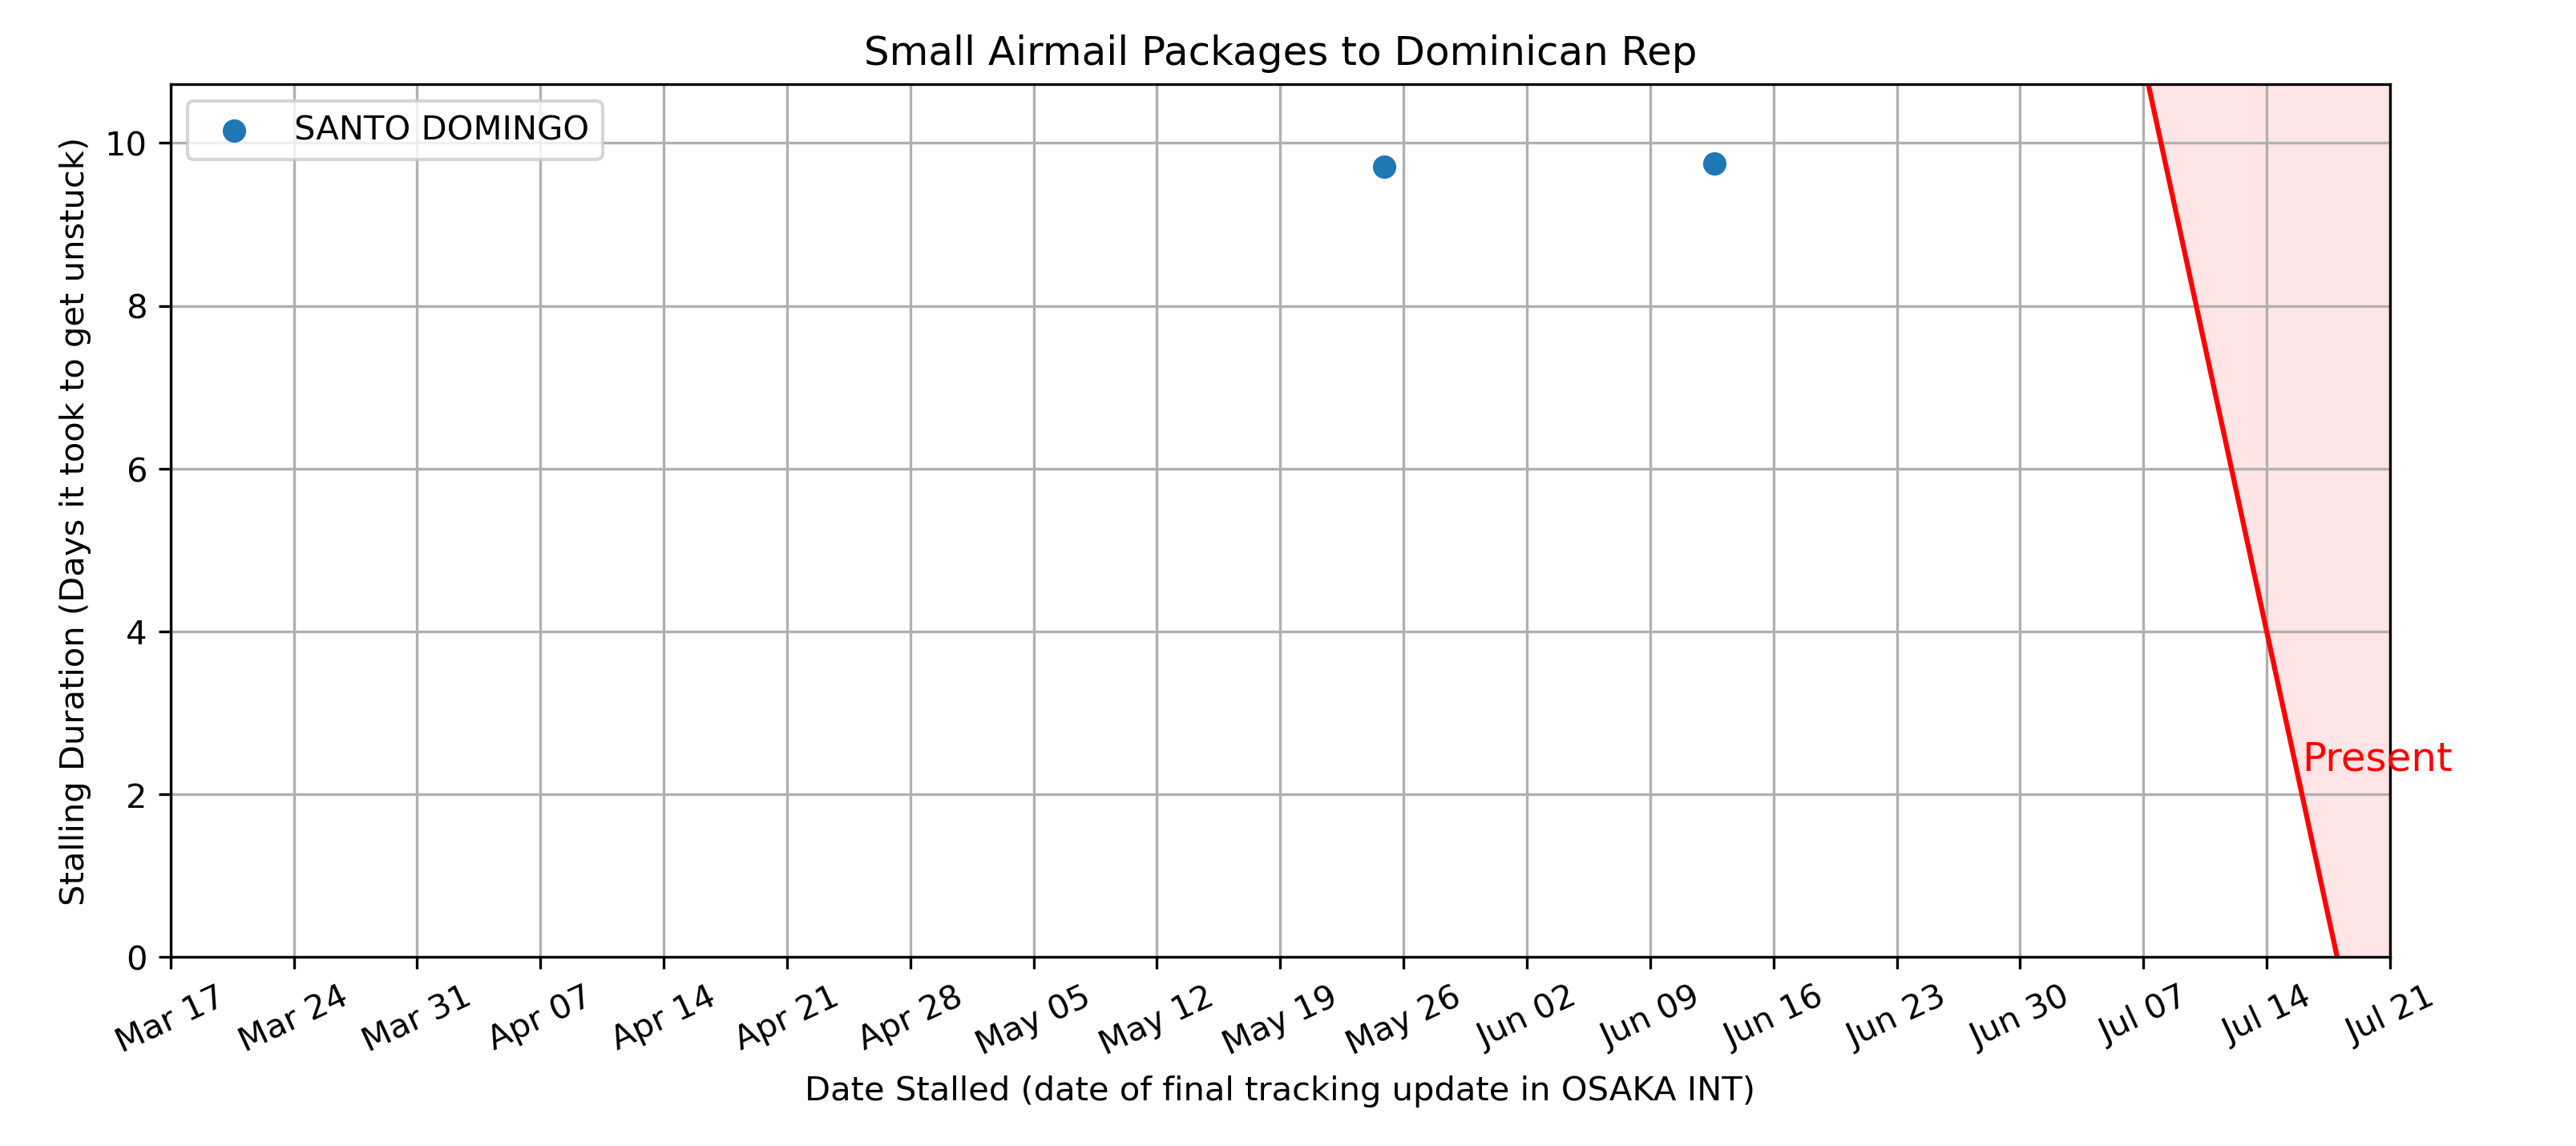 Small Airmail Packages to Dominican Rep
SANTO DOMINGO
Stalling Duration (Days it took to get unstuck)
10
8
6
4
2
0
Present
Mar 17
Mar 24
Mar 31
Apr 07
Apr 14
Apr 21
Apr 28
May 05
May 12
May 19
May 26
Jun 02
Jun 09
Jun 16
Jun 23
Jun 30
Jul 07
Jul 14
Jul 21
Date Stalled (date of final tracking update in OSAKA INT)